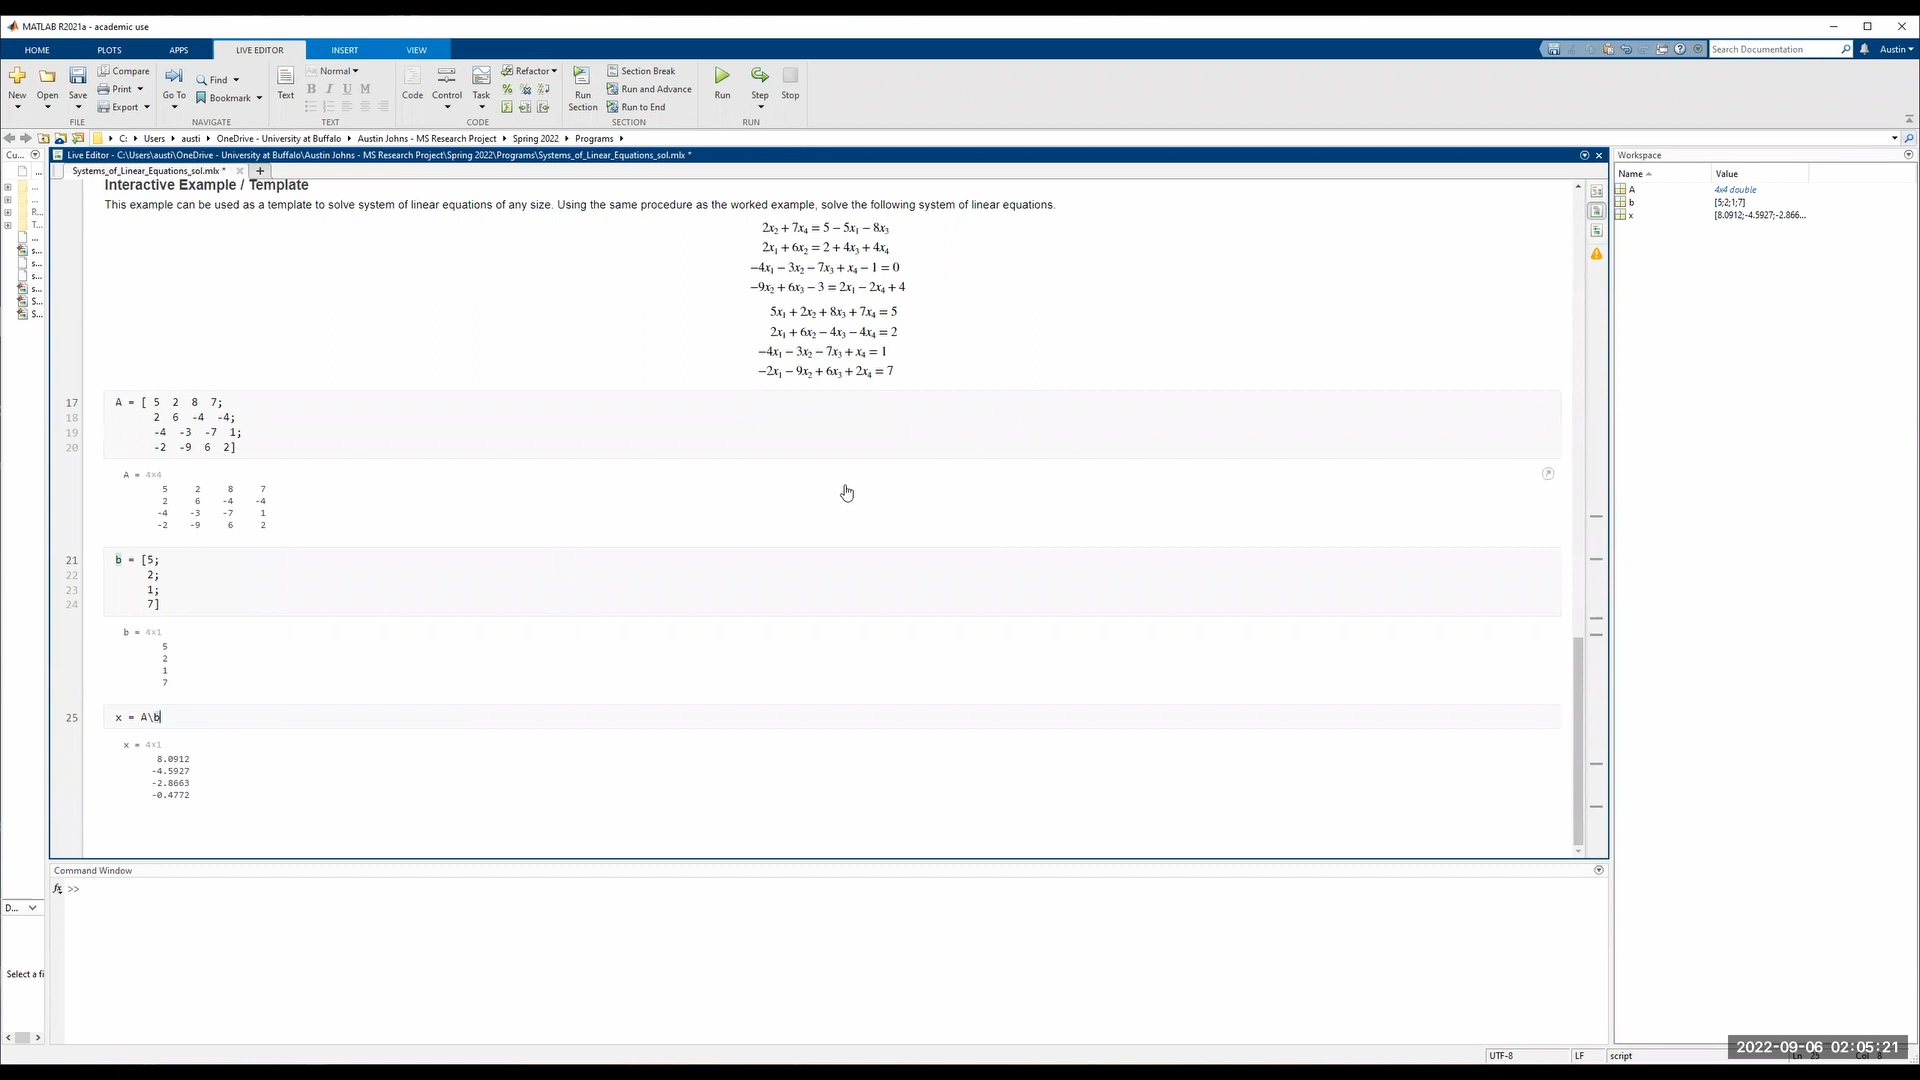 MATLAB R2021a - academic use
HOME PLOTS APPS LIVE EDITOR INSERT VIEW
Search Documentation Austin
New Open Save Compare Print Export
FILE
Go To Find Bookmark
NAVIGATE
Text Normal B I U M
TEXT
Code Control Task Refactor
CODE
Run Section Section Break Run and Advance Run to End
SECTION
Run Step Stop
RUN
C: Users austi OneDrive - University at Buffalo Austin Johns - MS Research Project Spring 2022 Programs
Cu...
Live Editor - C:\Users\austi\OneDrive - University at Buffalo\Austin Johns - MS Research Project\Spring 2022\Programs\Systems_of_Linear_Equations_sol.mlx *
Systems_of_Linear_Equations_sol.mlx *
...
...
...
R...
T...
...
s...
s...
s...
s...
S...
S...
Interactive Example / Template
This example can be used as a template to solve system of linear equations of any size. Using the same procedure as the worked example, solve the following system of linear equations.
2x₂ + 7x₄ = 5 − 5x₁ − 8x₃
2x₁ + 6x₂ = 2 + 4x₃ + 4x₄
−4x₁ − 3x₂ − 7x₃ + x₄ − 1 = 0
−9x₂ + 6x₃ − 3 = 2x₁ − 2x₄ + 4
5x₁ + 2x₂ + 8x₃ + 7x₄ = 5
2x₁ + 6x₂ − 4x₃ − 4x₄ = 2
−4x₁ − 3x₂ − 7x₃ + x₄ = 1
−2x₁ − 9x₂ + 6x₃ + 2x₄ = 7
17 A = [ 5 2 8 7;
18 2 6 -4 -4;
19 -4 -3 -7 1;
20 -2 -9 6 2]
A = 4×4
5 2 8 7
2 6 -4 -4
-4 -3 -7 1
-2 -9 6 2
21 b = [5;
22 2;
23 1;
24 7]
b = 4×1
5
2
1
7
25 x = A\b
x = 4×1
8.0912
-4.5927
-2.8663
-0.4772
Command Window
fx >>
D...
Select a fi
Workspace
Name Value
A 4x4 double
b [5;2;1;7]
x [8.0912;-4.5927;-2.866...
UTF-8 LF script
2022-09-06 02:05:21